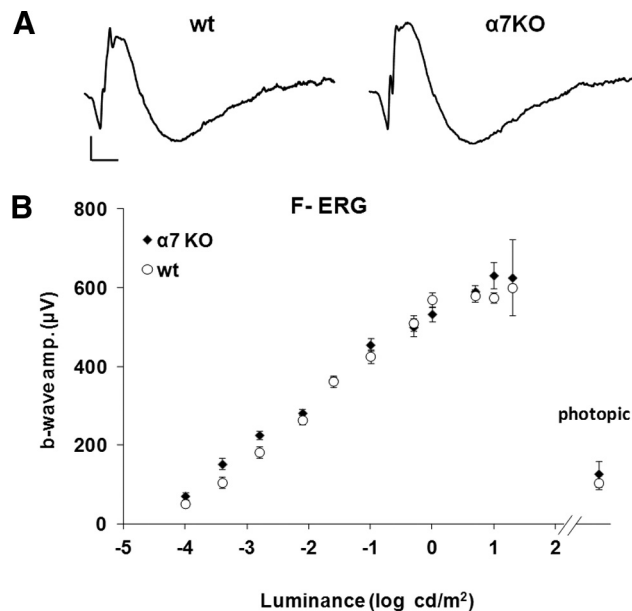 A
wt
α7KO
B
F- ERG
α7 KO
wt
b-wave amp. (µV)
800
600
400
200
0
photopic
-5
-4
-3
-2
-1
0
1
2
Luminance (log cd/m²)